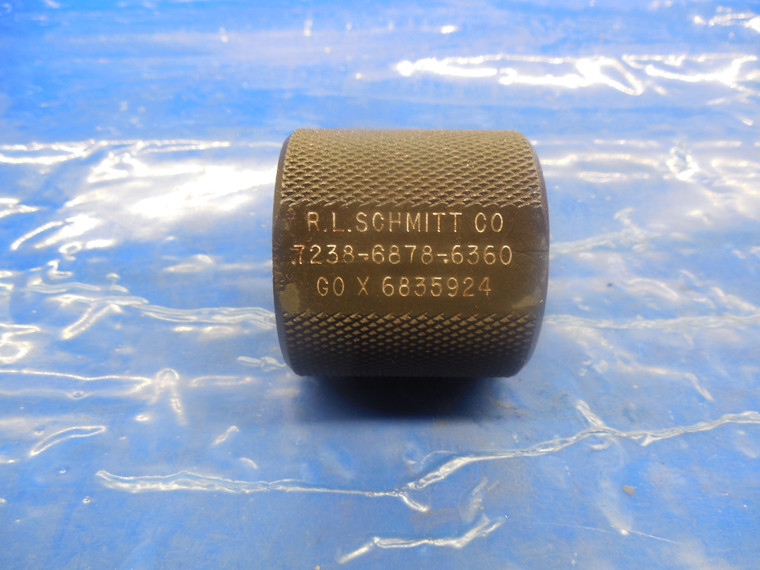 R.L.SCHMITT CO
.7238-.6878-.6360
GO X 6835924